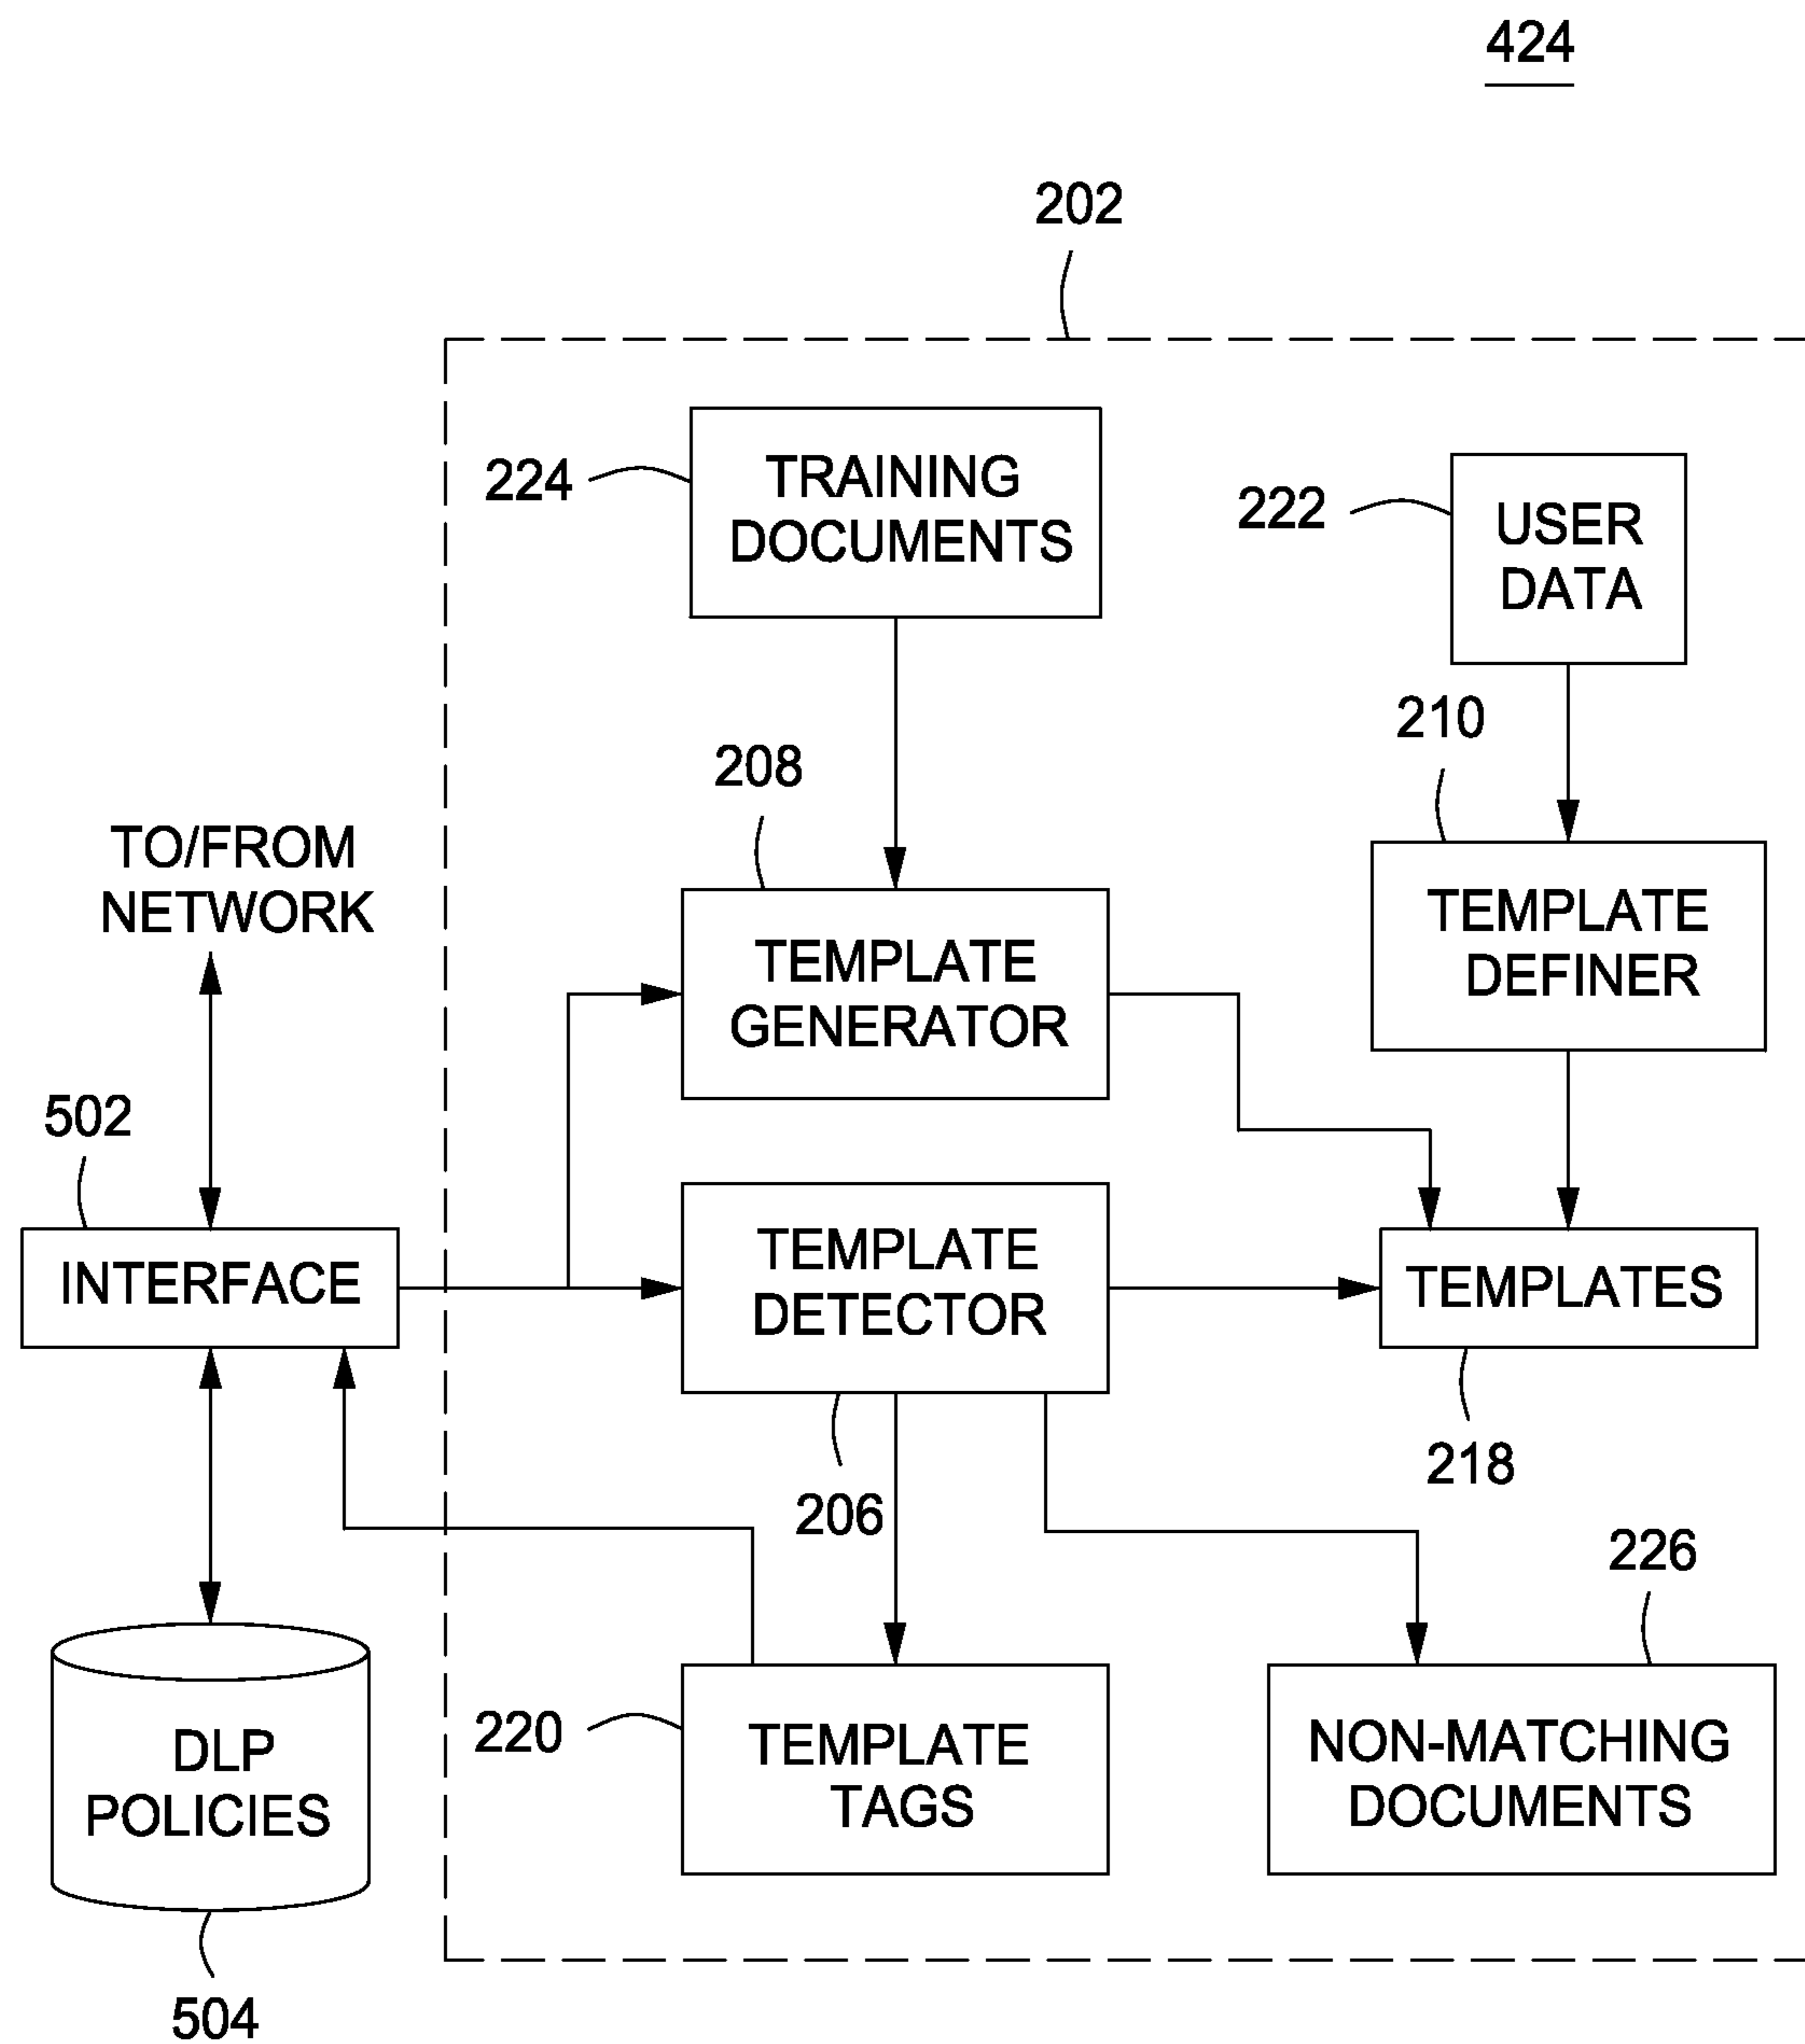 424
202
224
TRAINING
DOCUMENTS
222
USER
DATA
210
208
TO/FROM
NETWORK
TEMPLATE
GENERATOR
TEMPLATE
DEFINER
502
INTERFACE
TEMPLATE
DETECTOR
TEMPLATES
218
206
226
DLP
POLICIES
220
TEMPLATE
TAGS
NON-MATCHING
DOCUMENTS
504